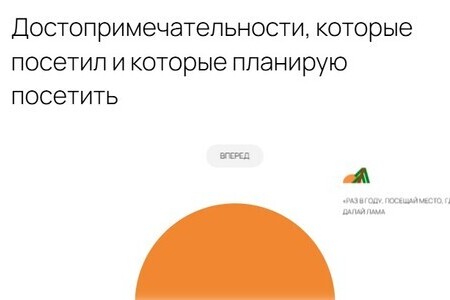 Достопримечательности, которые
посетил и которые планирую
посетить
ВПЕРЕД
«РАЗ В ГОДУ, ПОСЕЩАЙ МЕСТО,
ДАЛАЙ ЛАМА